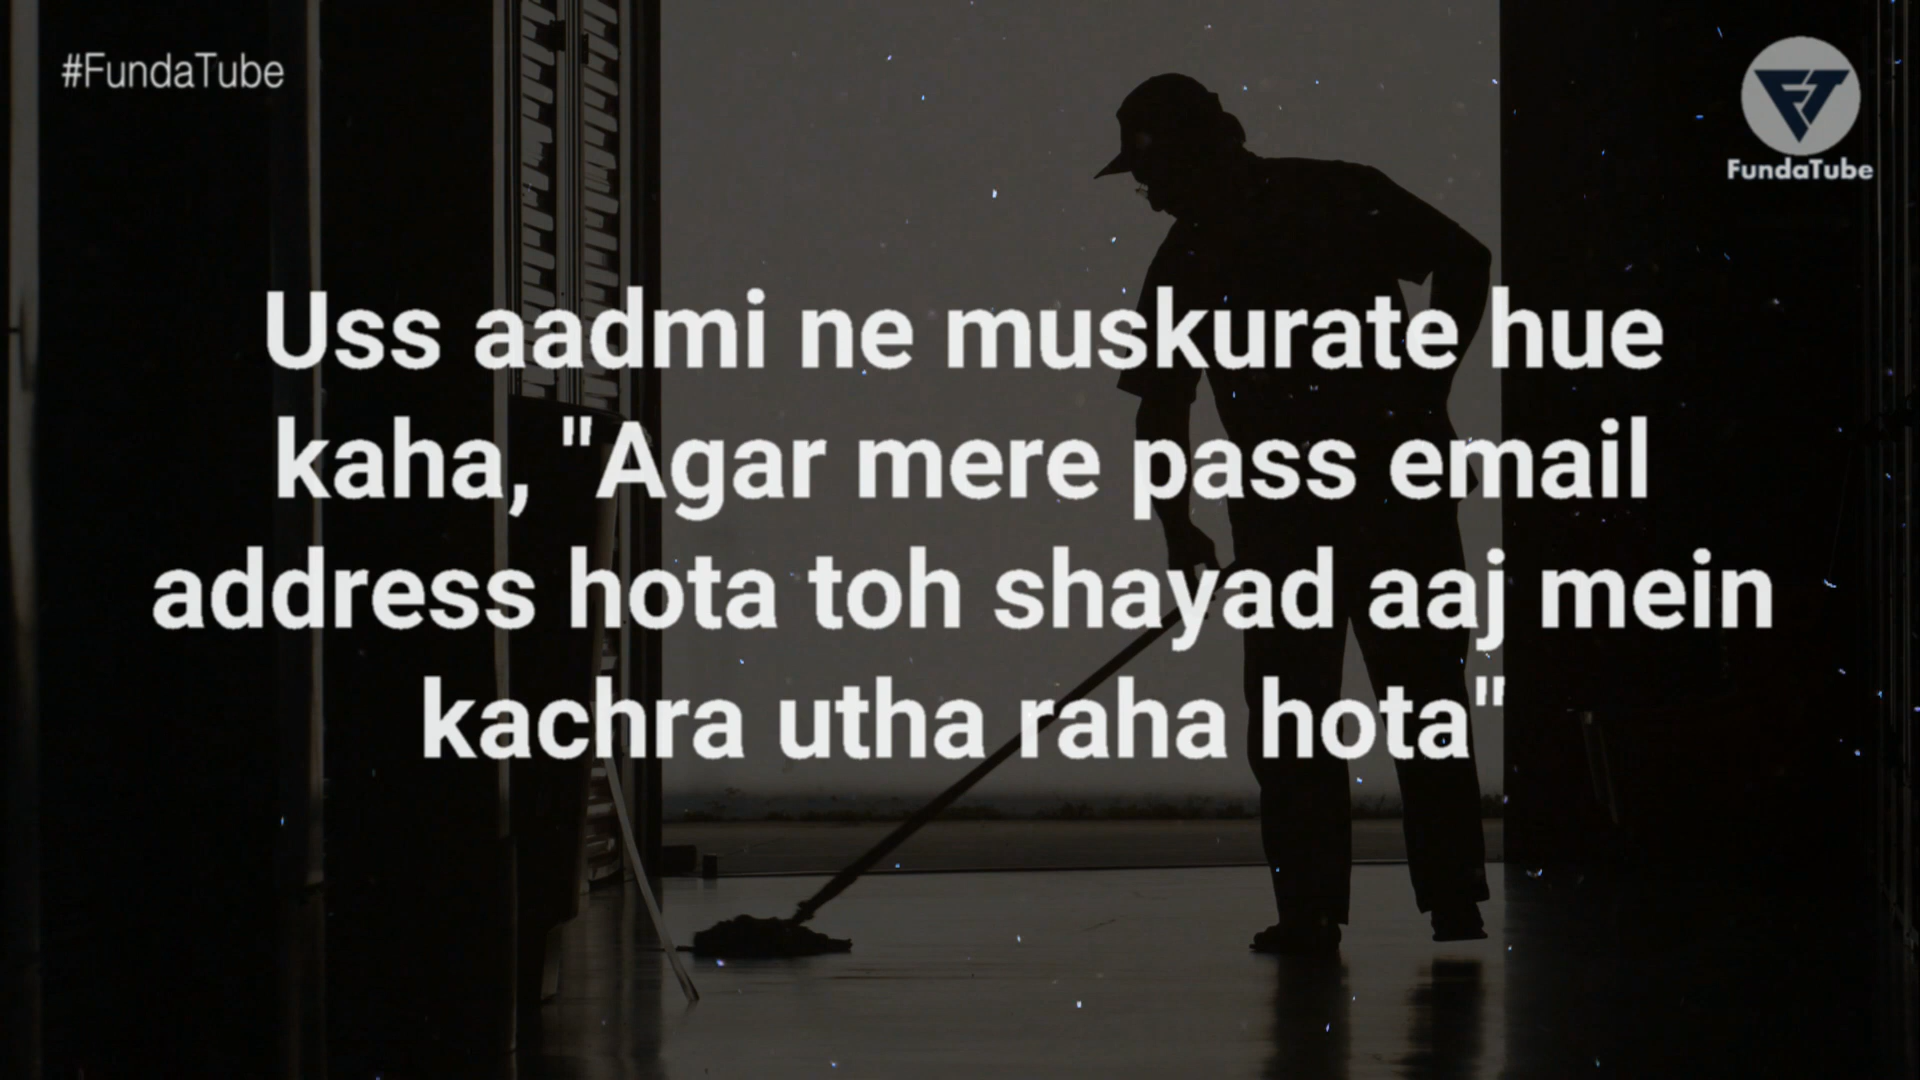 #FundaTube
FT
FundaTube
Uss aadmi ne muskurate hue
kaha, "Agar mere pass email
address hota toh shayad aaj mein
kachra utha raha hota"